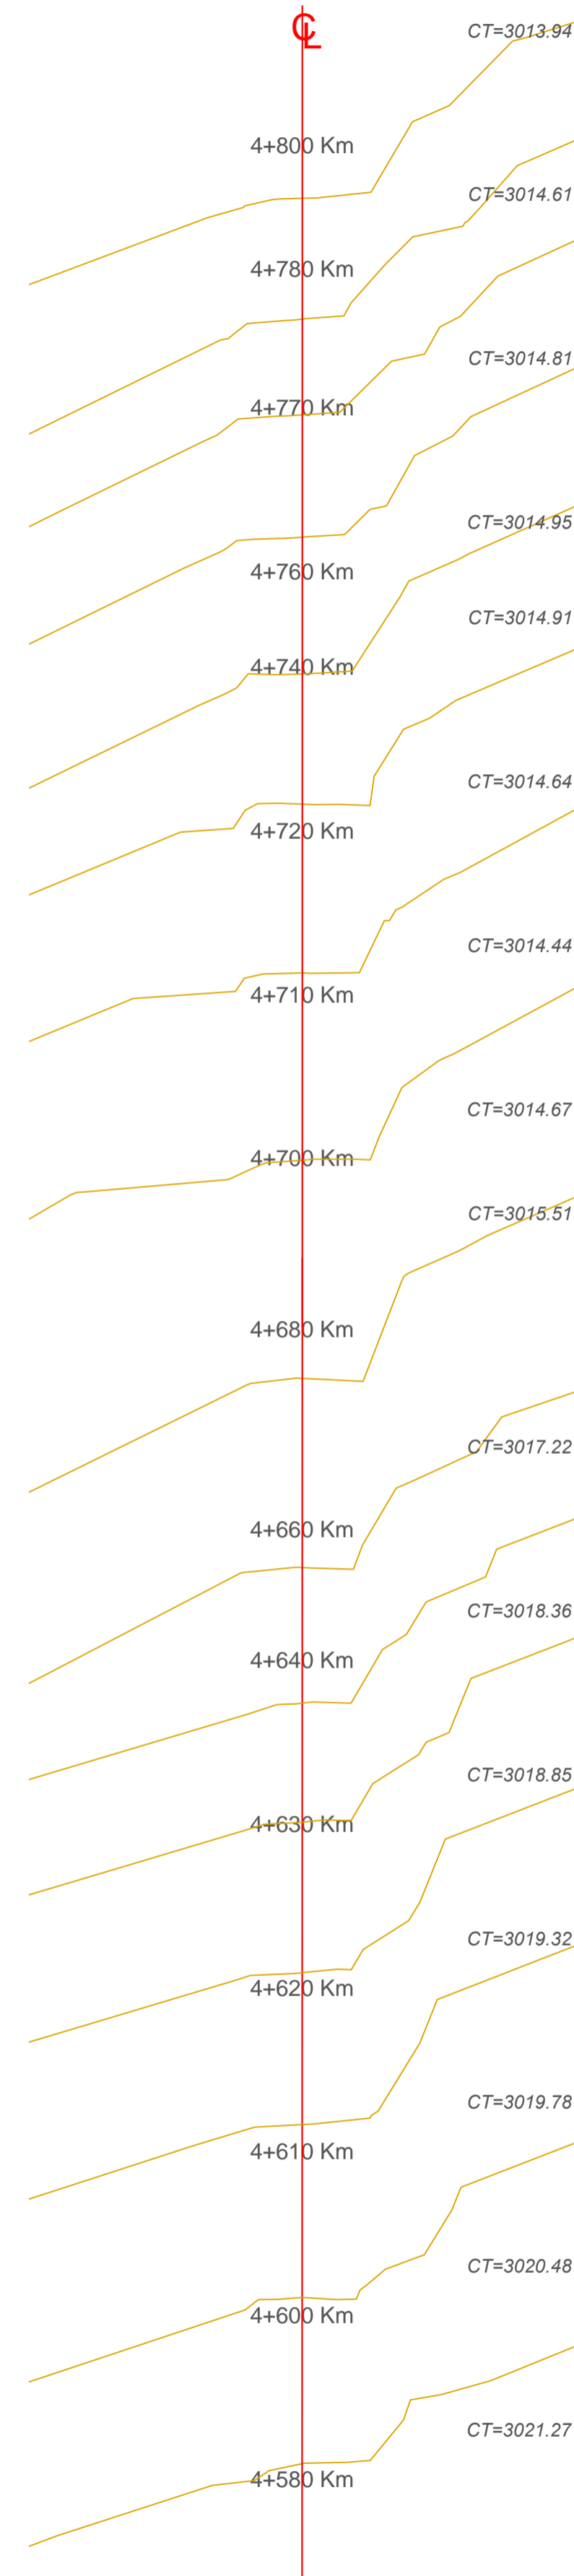 ℄
CT=3013.94
4+800 Km
CT=3014.61
4+780 Km
CT=3014.81
4+770 Km
CT=3014.95
4+760 Km
CT=3014.91
4+740 Km
CT=3014.64
4+720 Km
CT=3014.44
4+710 Km
CT=3014.67
4+700 Km
CT=3015.51
4+680 Km
CT=3017.22
4+660 Km
CT=3018.36
4+640 Km
CT=3018.85
4+630 Km
CT=3019.32
4+620 Km
CT=3019.78
4+610 Km
CT=3020.48
4+600 Km
CT=3021.27
4+580 Km